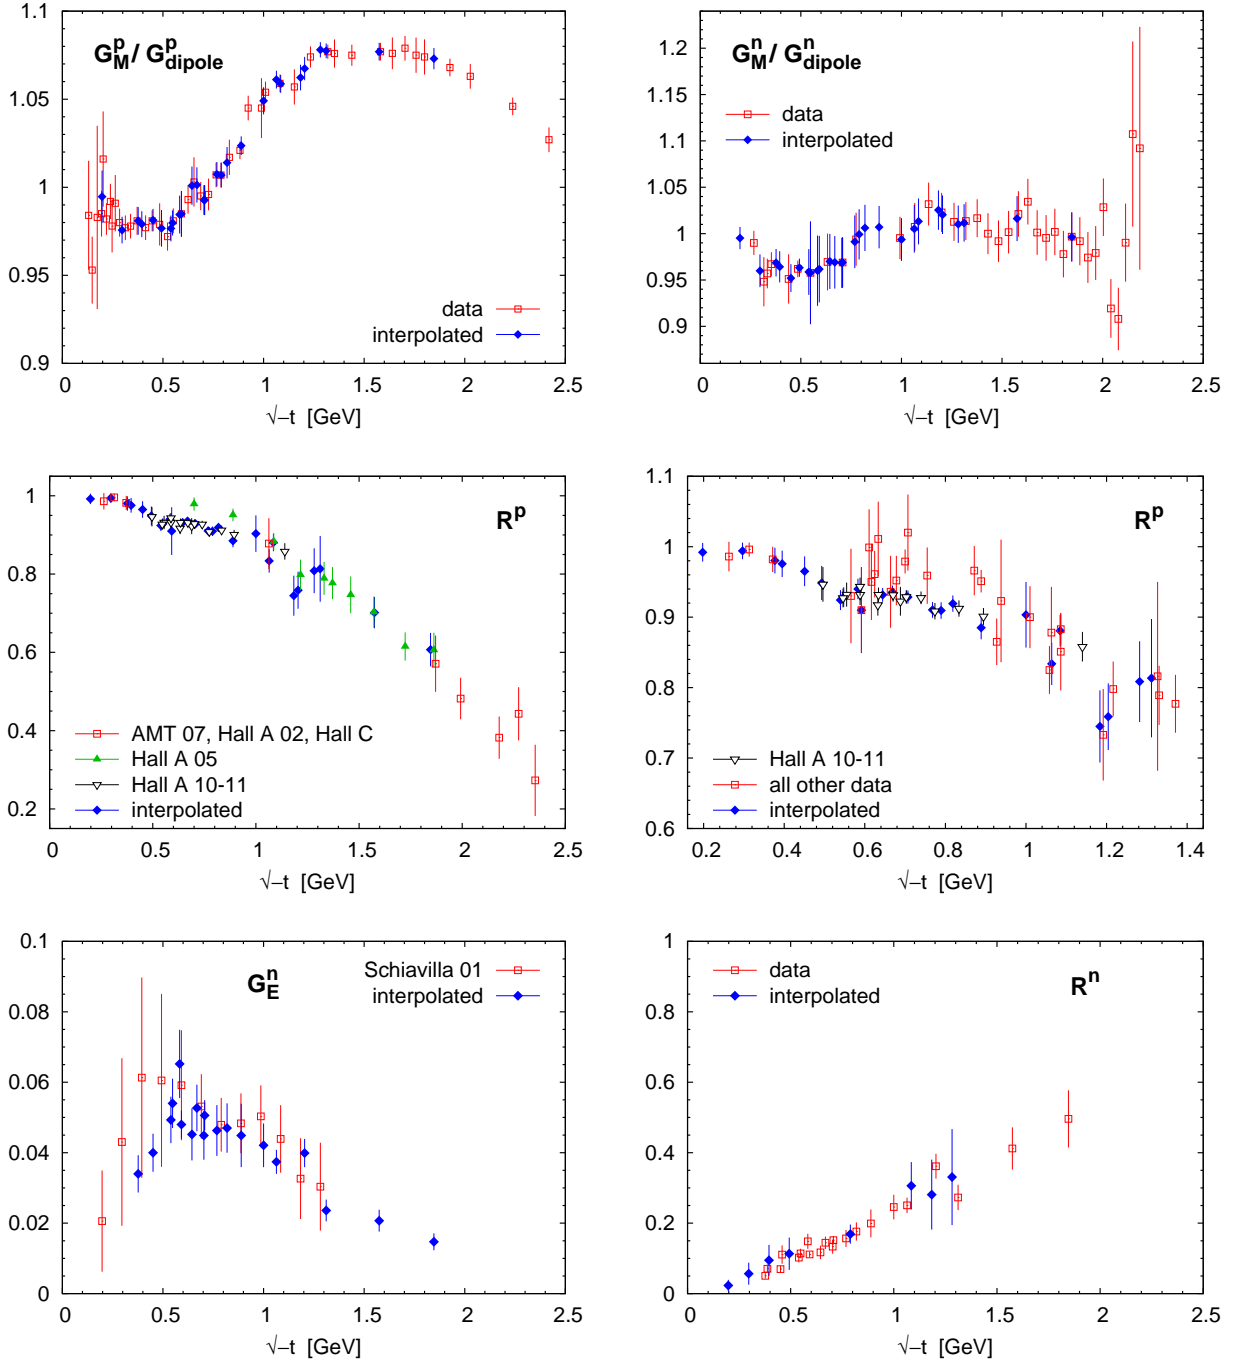 G_M^p / G_dipole^p
data
interpolated
1.1
1.05
1
0.95
0.9
0 0.5 1 1.5 2 2.5
√–t [GeV]
G_M^n / G_dipole^n
data
interpolated
1.2
1.15
1.1
1.05
1
0.95
0.9
0 0.5 1 1.5 2 2.5
√–t [GeV]
R^p
AMT 07, Hall A 02, Hall C
Hall A 05
Hall A 10-11
interpolated
1
0.8
0.6
0.4
0.2
0 0.5 1 1.5 2 2.5
√–t [GeV]
R^p
Hall A 10-11
all other data
interpolated
1.1
1
0.9
0.8
0.7
0.6
0.2 0.4 0.6 0.8 1 1.2 1.4
√–t [GeV]
G_E^n
Schiavilla 01
interpolated
0.1
0.08
0.06
0.04
0.02
0
0 0.5 1 1.5 2 2.5
√–t [GeV]
R^n
data
interpolated
1
0.8
0.6
0.4
0.2
0
0 0.5 1 1.5 2 2.5
√–t [GeV]